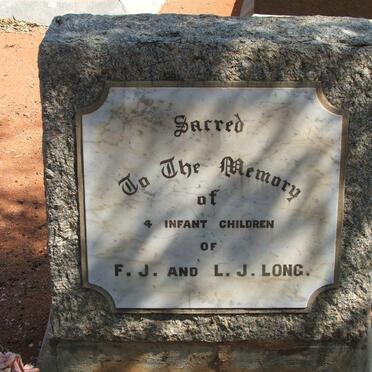 Sacred
To The Memory
of
4 INFANT CHILDREN
OF
F. J. AND L. J. LONG.